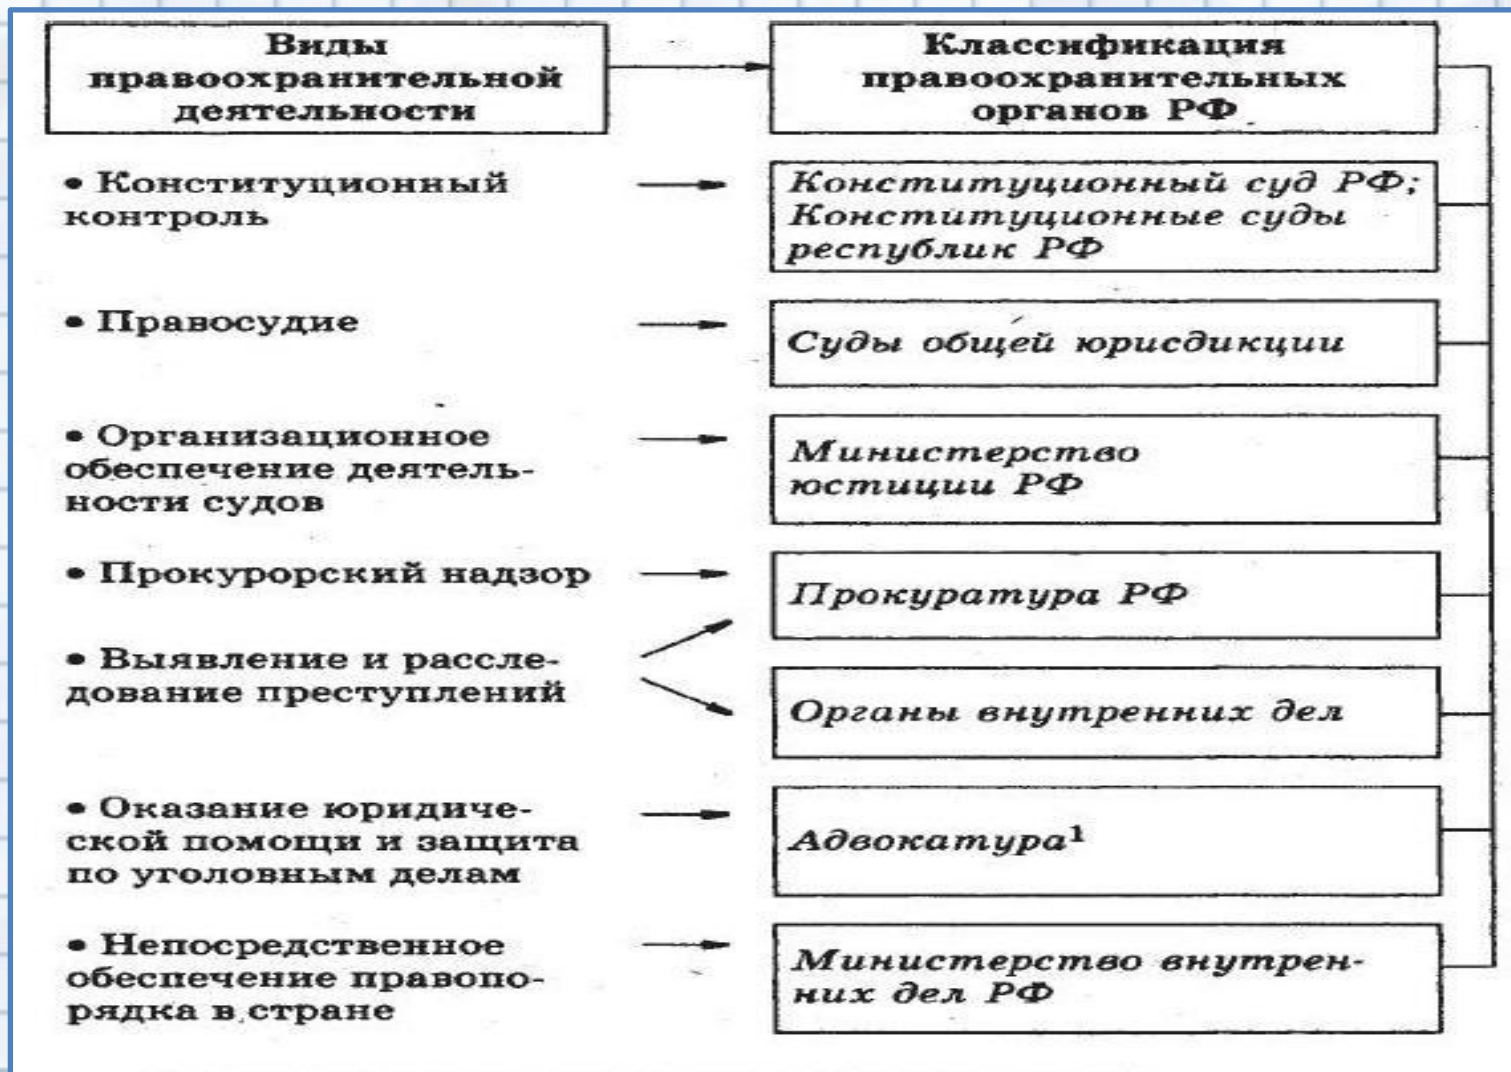 Виды
правоохранительной
деятельности
Классификация
правоохранительных
органов РФ
• Конституционный
контроль
Конституционный суд РФ;
Конституционные суды
республик РФ
• Правосудие
Суды общей юрисдикции
• Организационное
обеспечение деятель-
ности судов
Министерство
юстиции РФ
• Прокурорский надзор
Прокуратура РФ
• Выявление и рассле-
дование преступлений
Органы внутренних дел
• Оказание юридиче-
ской помощи и защита
по уголовным делам
Адвокатура¹
• Непосредственное
обеспечение правопо-
рядка в стране
Министерство внутрен-
них дел РФ